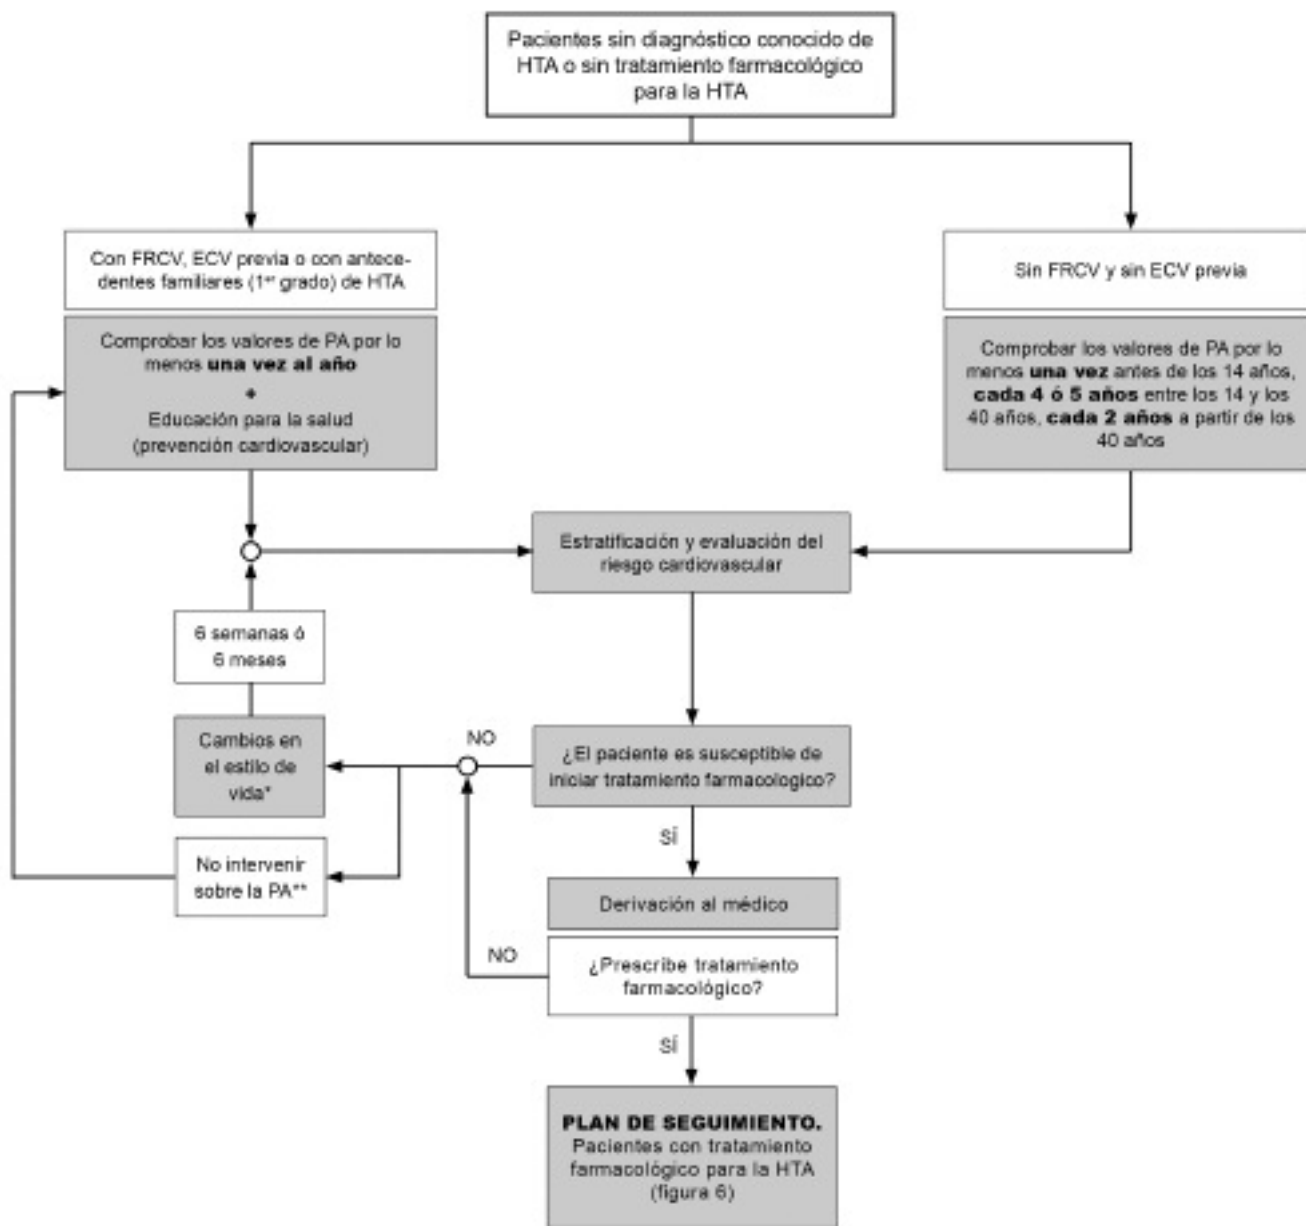 Pacientes sin diagnóstico conocido de
HTA o sin tratamiento farmacológico
para la HTA
Con FRCV, ECV previa o con antece-
dentes familiares (1er grado) de HTA
Sin FRCV y sin ECV previa
Comprobar los valores de PA por lo
menos una vez al año
+
Educación para la salud
(prevención cardiovascular)
Comprobar los valores de PA por lo
menos una vez antes de los 14 años,
cada 4 ó 5 años entre los 14 y los
40 años, cada 2 años a partir de los
40 años
Estratificación y evaluación del
riesgo cardiovascular
6 semanas ó
6 meses
Cambios en
el estilo de
vida*
NO
¿El paciente es susceptible de
iniciar tratamiento farmacologico?
SÍ
No intervenir
sobre la PA**
Derivación al médico
NO
¿Prescribe tratamiento
farmacológico?
SÍ
PLAN DE SEGUIMIENTO.
Pacientes con tratamiento
farmacológico para la HTA
(figura 6)